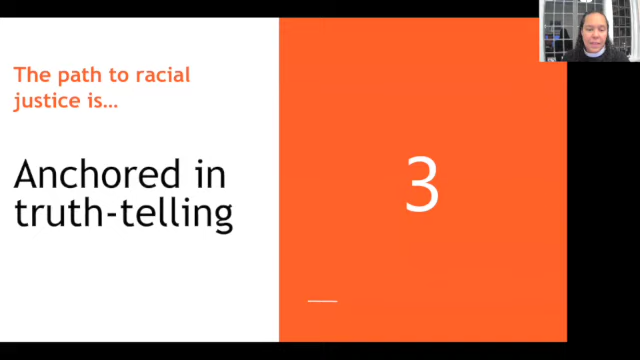 The path to racial
justice is…
Anchored in
truth-telling
3